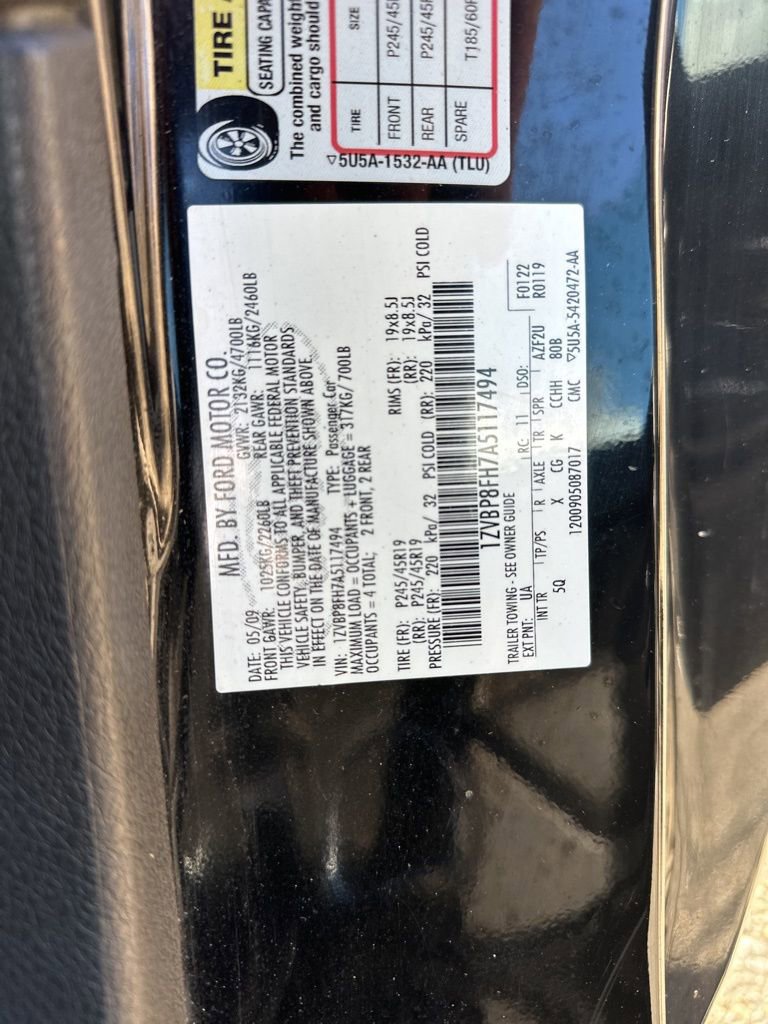 MFD. BY FORD MOTOR CO.
DATE: 05/09 GVWR: 2132KG/4700LB
FRONT GAWR: 1025KG/2260LB REAR GAWR: 1116KG/2460LB
THIS VEHICLE CONFORMS TO ALL APPLICABLE FEDERAL MOTOR
VEHICLE SAFETY, BUMPER, AND THEFT PREVENTION STANDARDS
IN EFFECT ON THE DATE OF MANUFACTURE SHOWN ABOVE.
VIN: 1ZVBP8FH7A5117494 TYPE: Passenger Car
MAXIMUM LOAD = OCCUPANTS + LUGGAGE = 317KG/700LB
OCCUPANTS = 4 TOTAL: 2 FRONT, 2 REAR
TIRE (FR): P245/45R19 RIMS (FR): 19x8.5J
(RR): P245/45R19 (RR): 19x8.5J
PRESSURE (FR): 220 kPa/ 32 PSI COLD (RR): 220 kPa/ 32 PSI COLD
1ZVBP8FH7A5117494
TRAILER TOWING - SEE OWNER GUIDE
EXT PNT: UA RC: 11 DSO: F0122
R0119
INT TR TP/PS R AXLE TR SPR AZF2U
5Q X CG K CCHH 80B
1200905087017 CMC ▽5U5A-5420472-AA
TIRE
SEATING CAPA
The combined weight
and cargo should
TIRE SIZE
FRONT P245/45R
REAR P245/45R
SPARE T185/60R
▽5U5A-1532-AA (TLU)